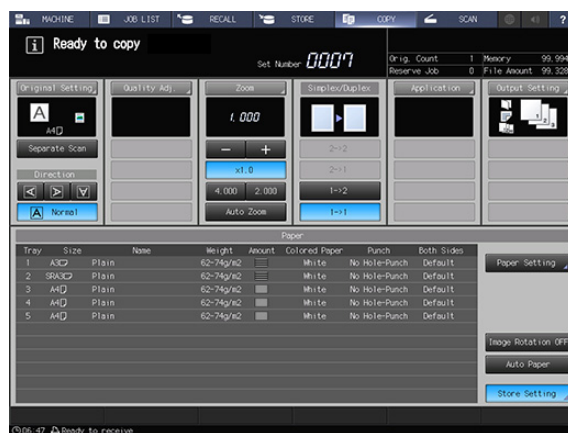 MACHINE JOB LIST RECALL STORE COPY SCAN ?
i Ready to copy
Set Number 0007
Orig. Count 1 Memory 99.994
Reserve Job 0 File Amount 99.328
Original Setting Quality Adj. Zoom Simplex/Duplex Application Output Setting
A
A4
1.000
1 2 3
Separate Scan - + 2->2
Direction x1.0 2->1
A A A 4.000 2.000 1->2
A Normal Auto Zoom 1->1
Paper
Tray Size Name Weight Amount Colored Paper Punch Both Sides
1 A3 Plain 62-74g/m2 White No Hole-Punch Default
2 SRA3 Plain 62-74g/m2 White No Hole-Punch Default
3 A4 Plain 62-74g/m2 White No Hole-Punch Default
4 A4 Plain 62-74g/m2 White No Hole-Punch Default
5 A4 Plain 62-74g/m2 White No Hole-Punch Default
Paper Setting
Image Rotation OFF
Auto Paper
Store Setting
06:47 Ready to receive